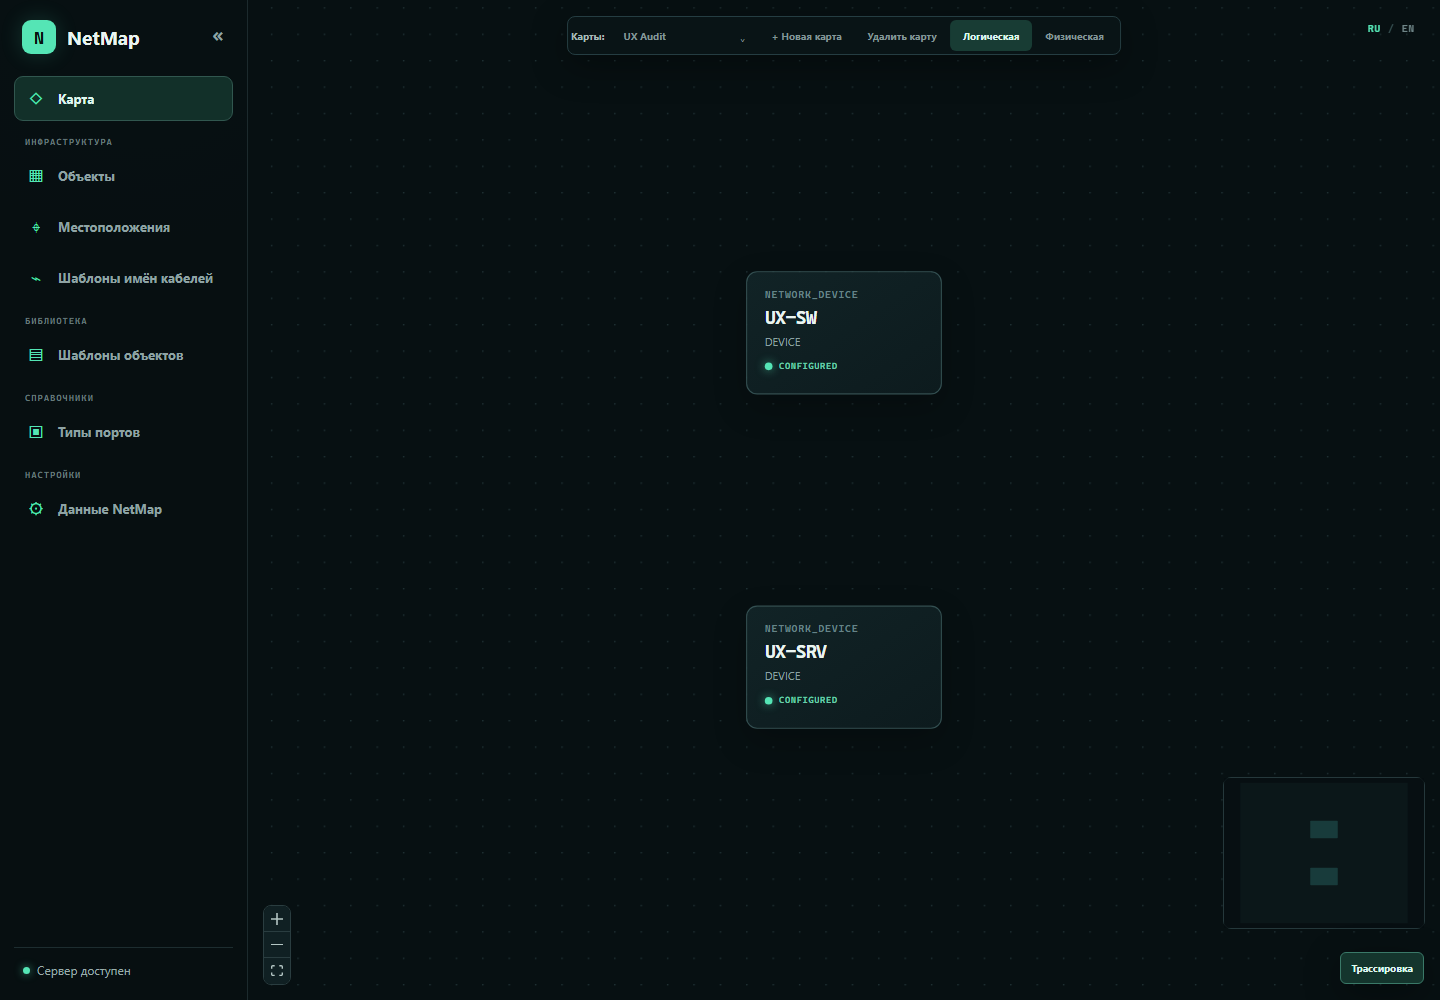 N NetMap «
Карта
ИНФРАСТРУКТУРА
Объекты
Местоположения
Шаблоны имён кабелей
БИБЛИОТЕКА
Шаблоны объектов
СПРАВОЧНИКИ
Типы портов
НАСТРОЙКИ
Данные NetMap
Сервер доступен
Карты: UX Audit + Новая карта Удалить карту Логическая Физическая
RU / EN
NETWORK_DEVICE
UX-SW
DEVICE
CONFIGURED
NETWORK_DEVICE
UX-SRV
DEVICE
CONFIGURED
Трассировка